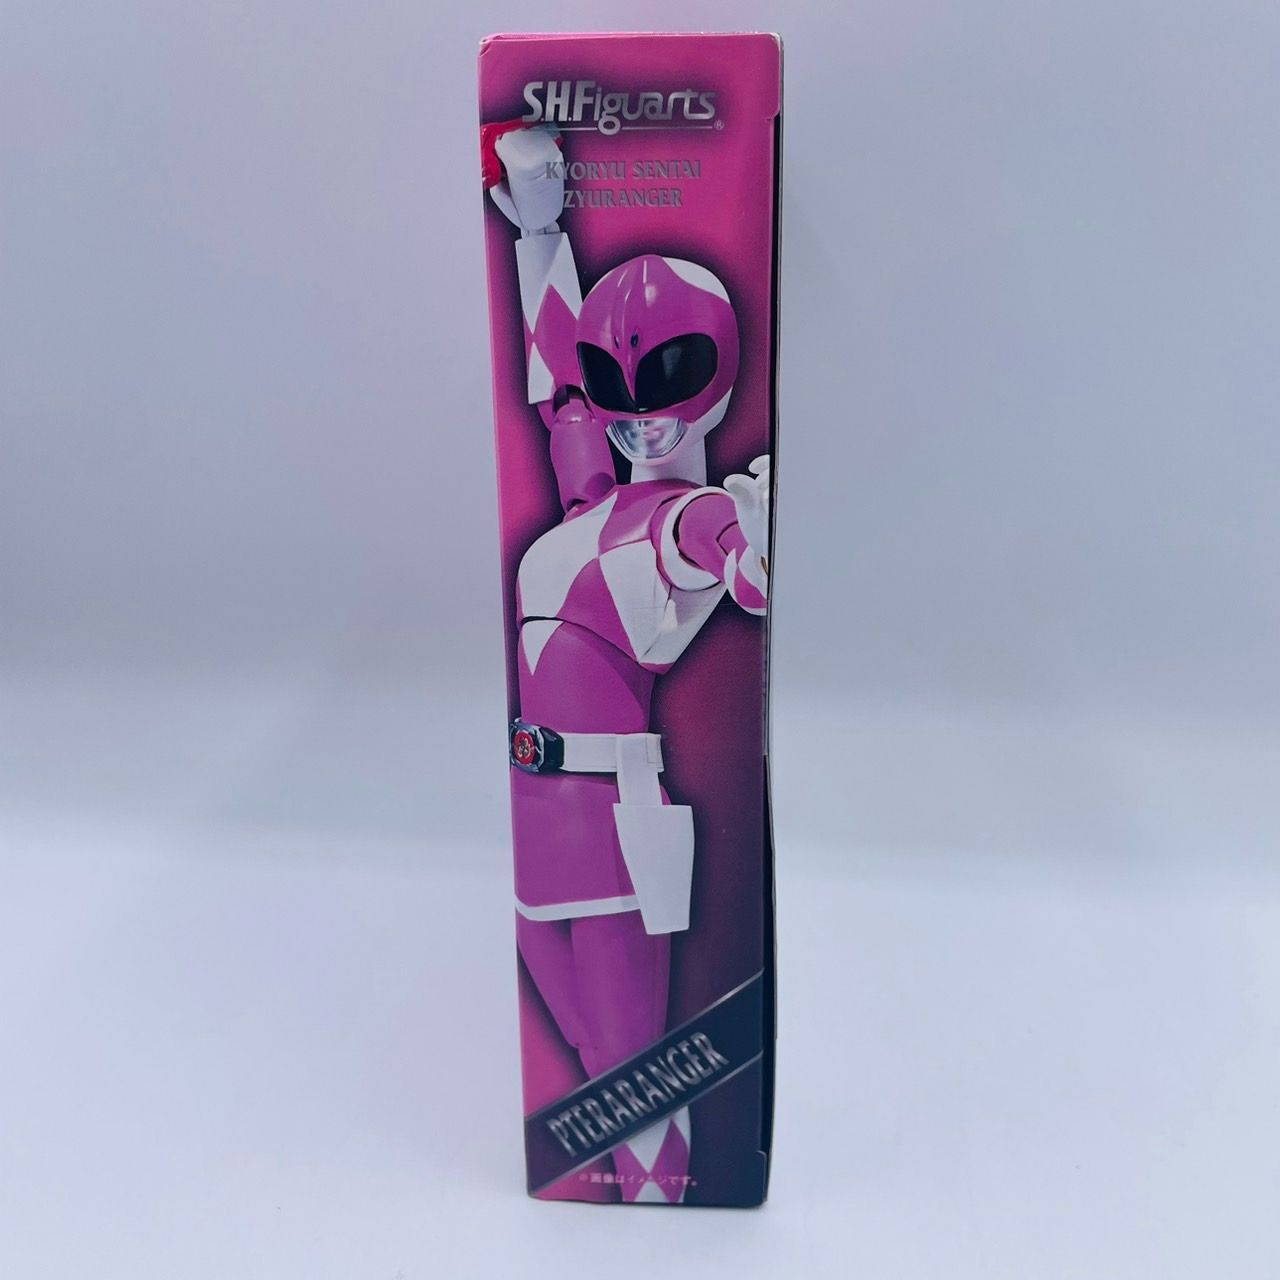 S.H.Figuarts®
KYORYU SENTAI
ZYURANGER
PTERARANGER
※画像はイメージです。